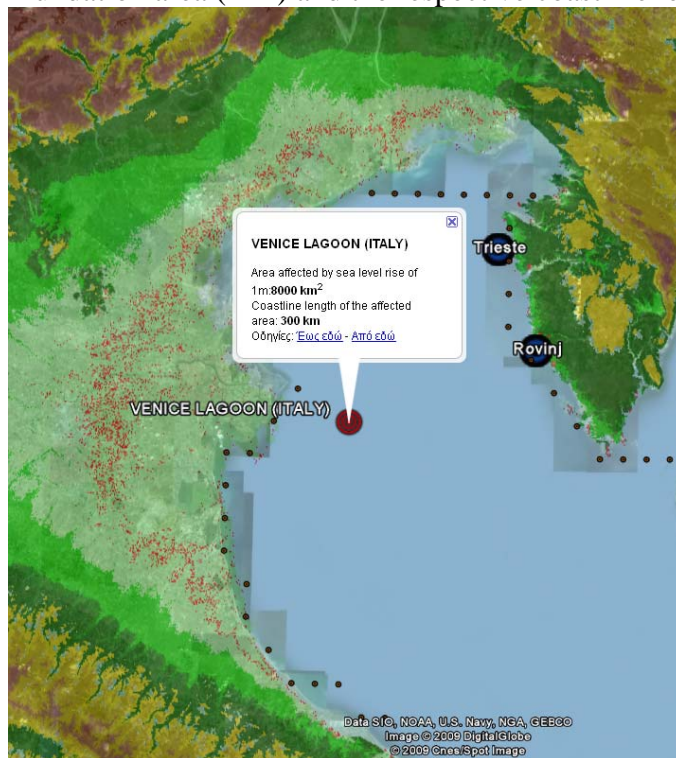 VENICE LAGOON (ITALY)
Area affected by sea level rise of
1m:8000 km²
Coastline length of the affected
area: 300 km
Οδηγίες: Έως εδώ - Από εδώ
Trieste
Rovinj
VENICE LAGOON (ITALY)
Data SIO, NOAA, U.S. Navy, NGA, GEBCO
Image © 2009 DigitalGlobe
© 2009 Cnes/Spot Image